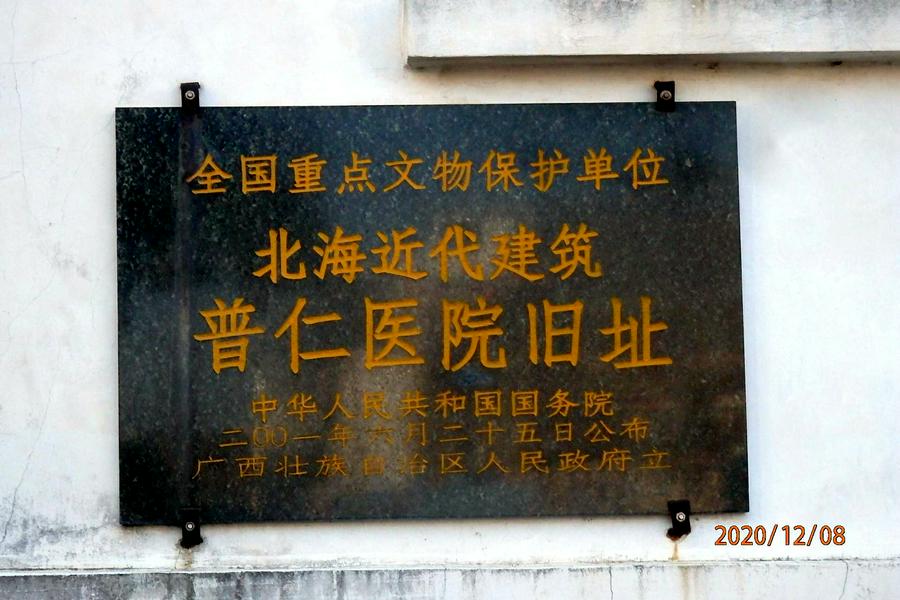 全国重点文物保护单位
北海近代建筑
普仁医院旧址
中华人民共和国国务院
二00一年六月二十五日公布
广西壮族自治区人民政府立
2020/12/08